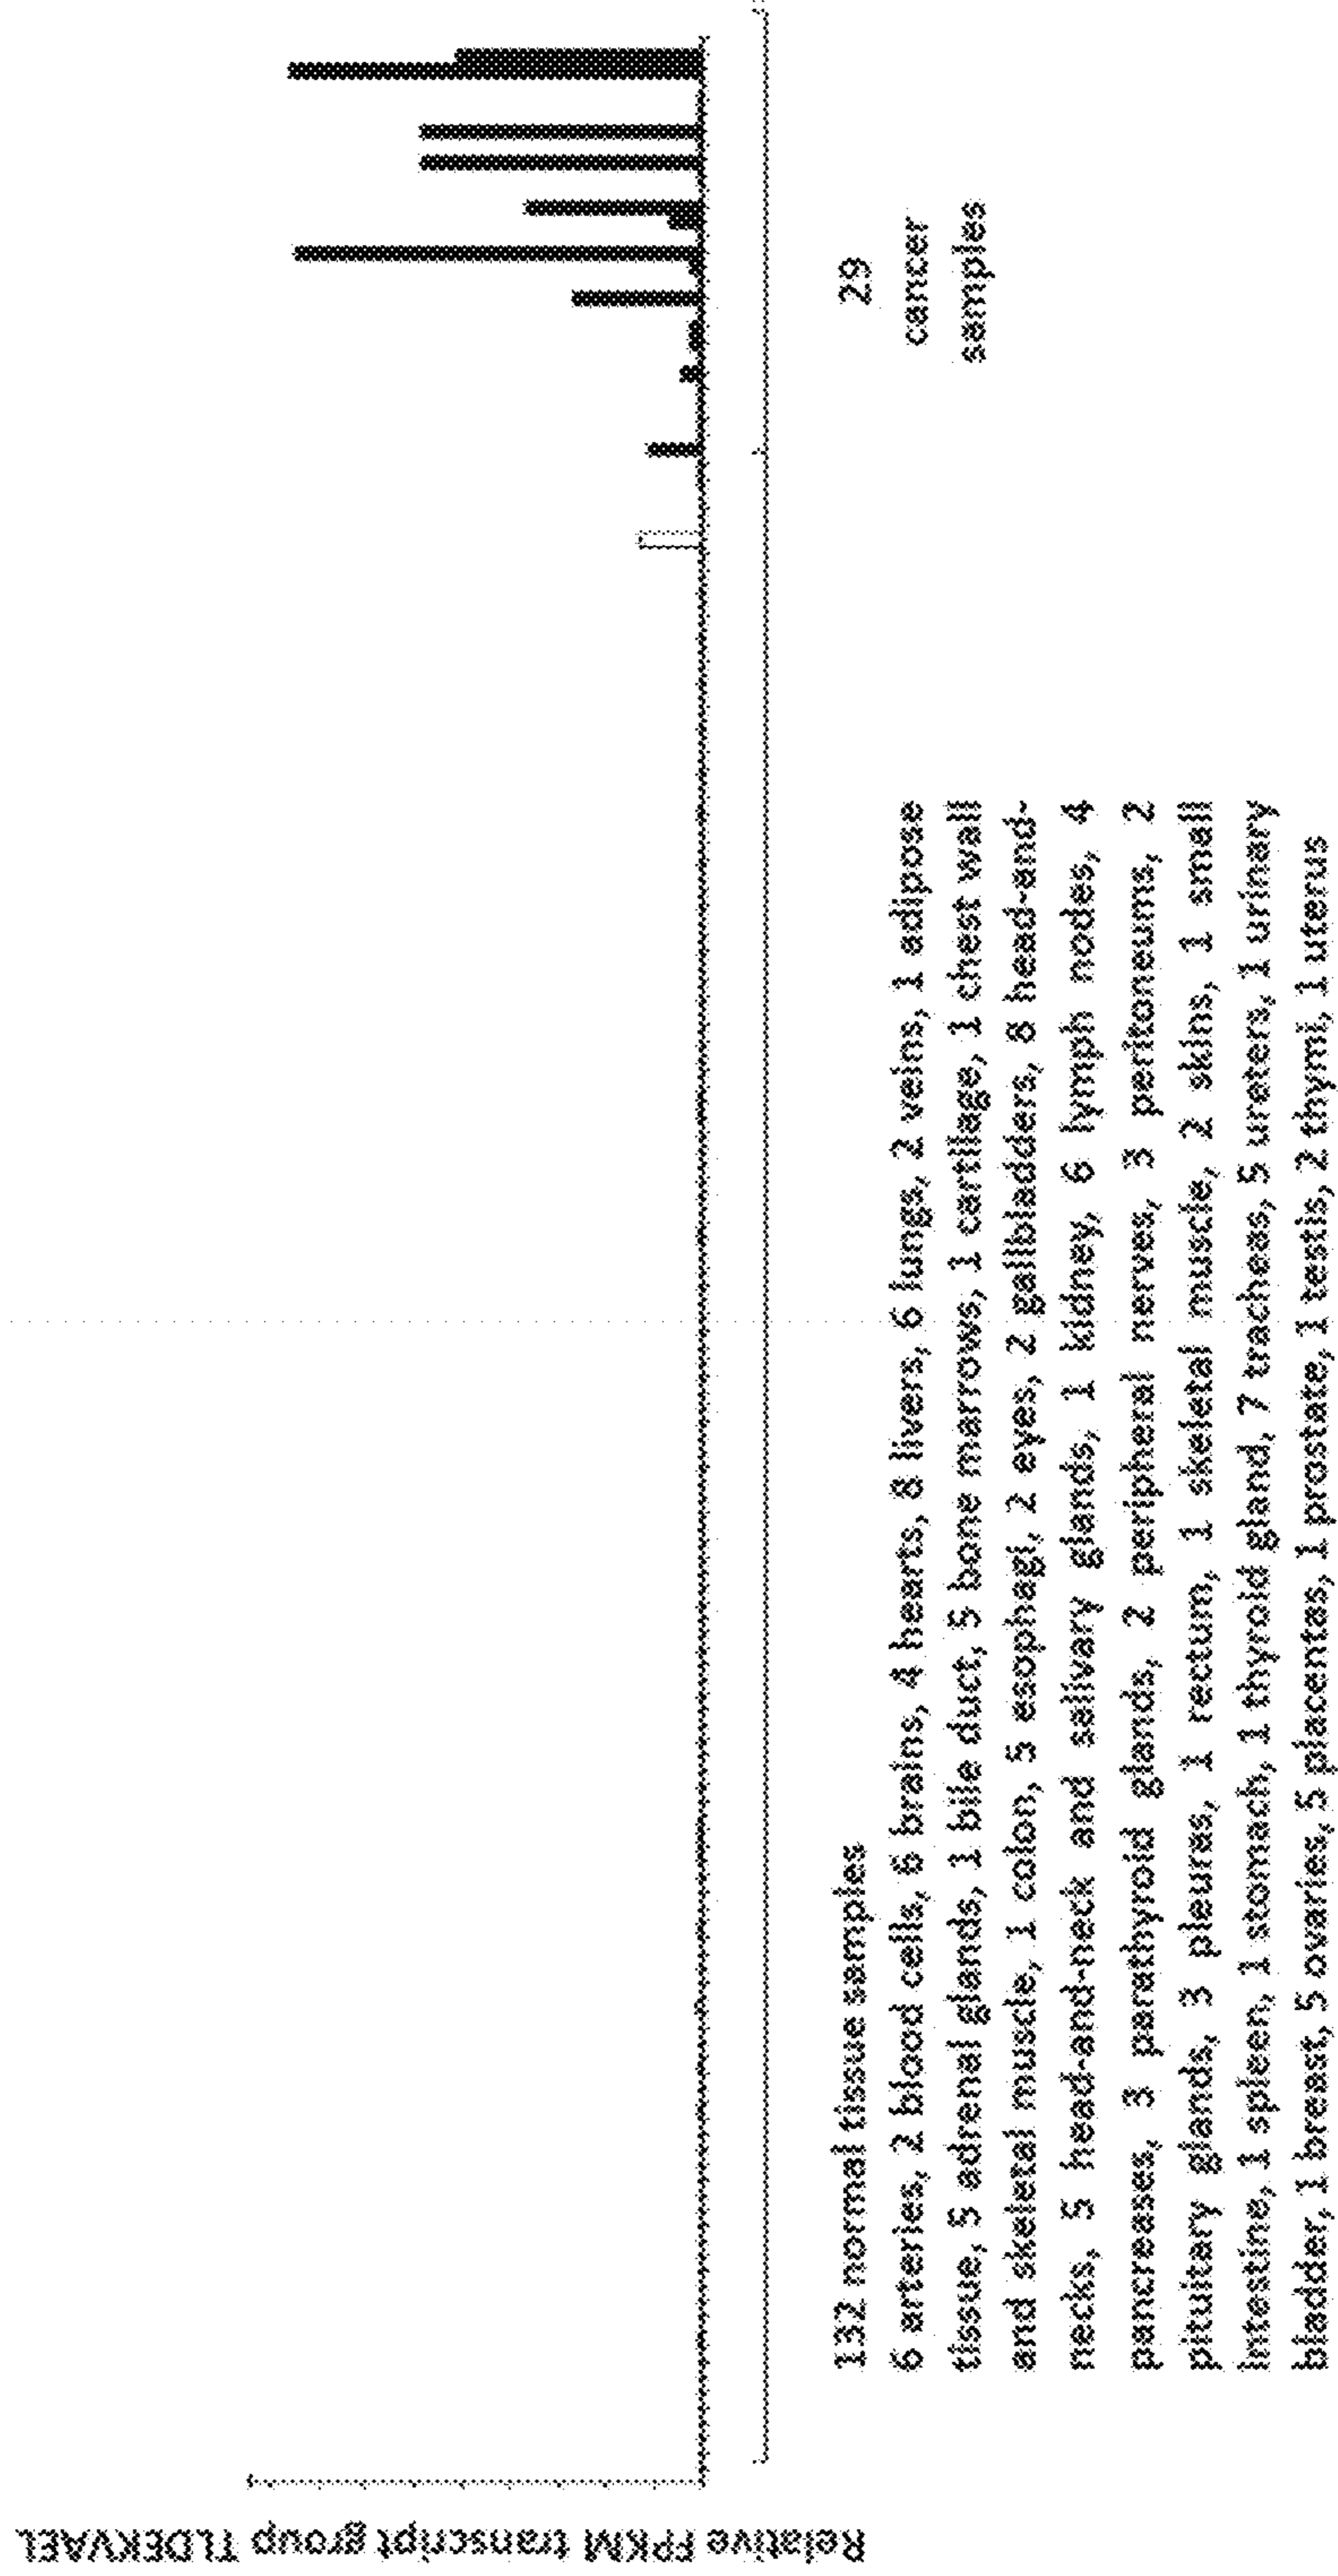 Relative FPKM transcript group TLDEKVAEL
132 normal tissue samples
6 arteries, 2 blood cells, 6 brains, 4 hearts, 8 livers, 6 lungs, 2 veins, 1 adipose
tissue, 5 adrenal glands, 1 bile duct, 5 bone marrows, 1 cartilage, 1 chest wall
and skeletal muscle, 1 colon, 5 esophagi, 2 eyes, 2 gallbladders, 8 head-and-
necks, 5 head-and-neck and salivary glands, 1 kidney, 6 lymph nodes, 4
pancreases, 3 parathyroid glands, 2 peripheral nerves, 3 peritoneums, 2
pituitary glands, 3 pleuras, 1 rectum, 1 skeletal muscle, 2 skins, 1 small
intestine, 1 spleen, 1 stomach, 1 thyroid gland, 7 tracheas, 5 ureters, 1 urinary
bladder, 1 breast, 5 ovaries, 5 placentas, 1 prostate, 1 testis, 2 thymi, 1 uterus
29
cancer
samples